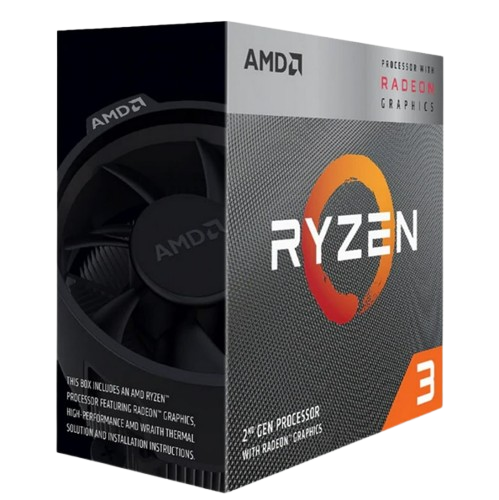 AMD
AMD
THIS BOX INCLUDES AN AMD RYZEN™
PROCESSOR FEATURING RADEON™ GRAPHICS,
HIGH-PERFORMANCE AMD WRAITH THERMAL
SOLUTION AND INSTALLATION INSTRUCTIONS.
AMD
PROCESSOR WITH
RADEON
GRAPHICS
RYZEN
3
2ND GEN PROCESSOR
WITH RADEON™ GRAPHICS